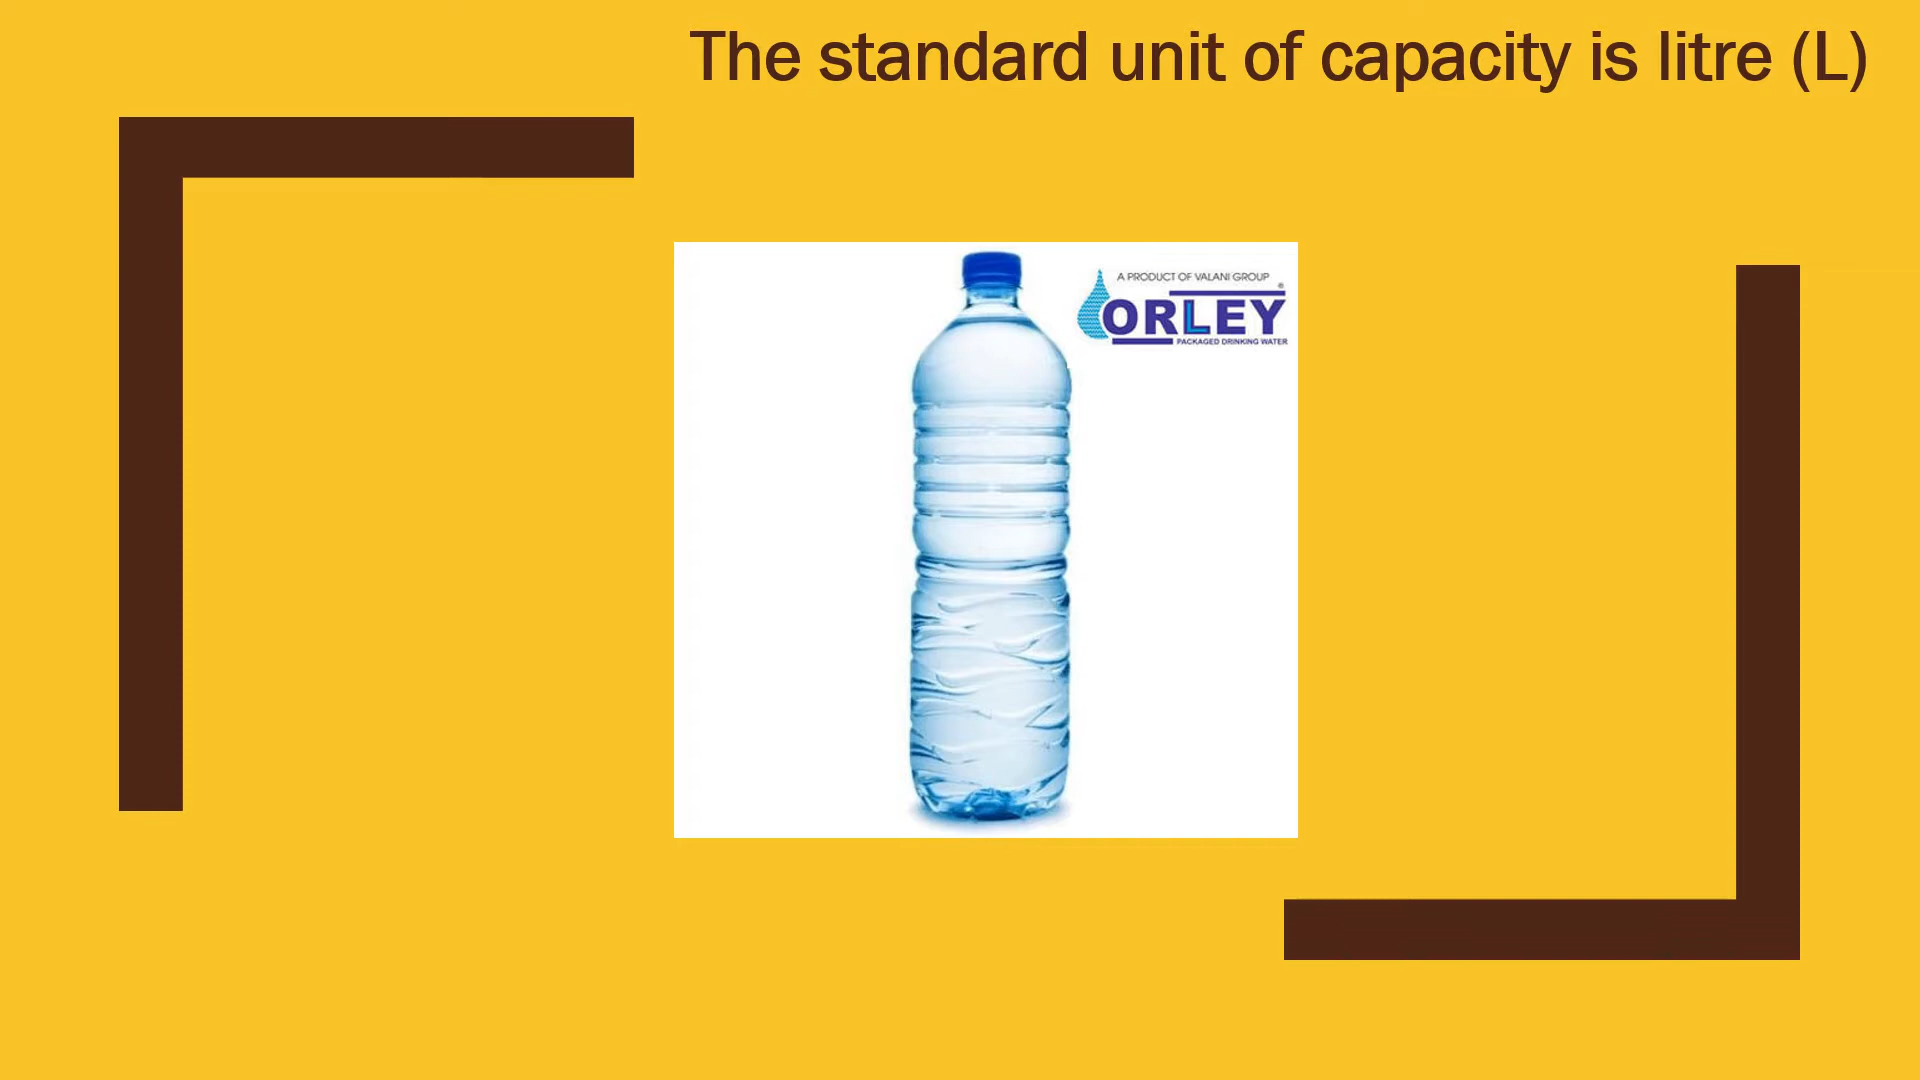 The standard unit of capacity is litre (L)
A PRODUCT OF VALANI GROUP
®
ORLEY
PACKAGED DRINKING WATER